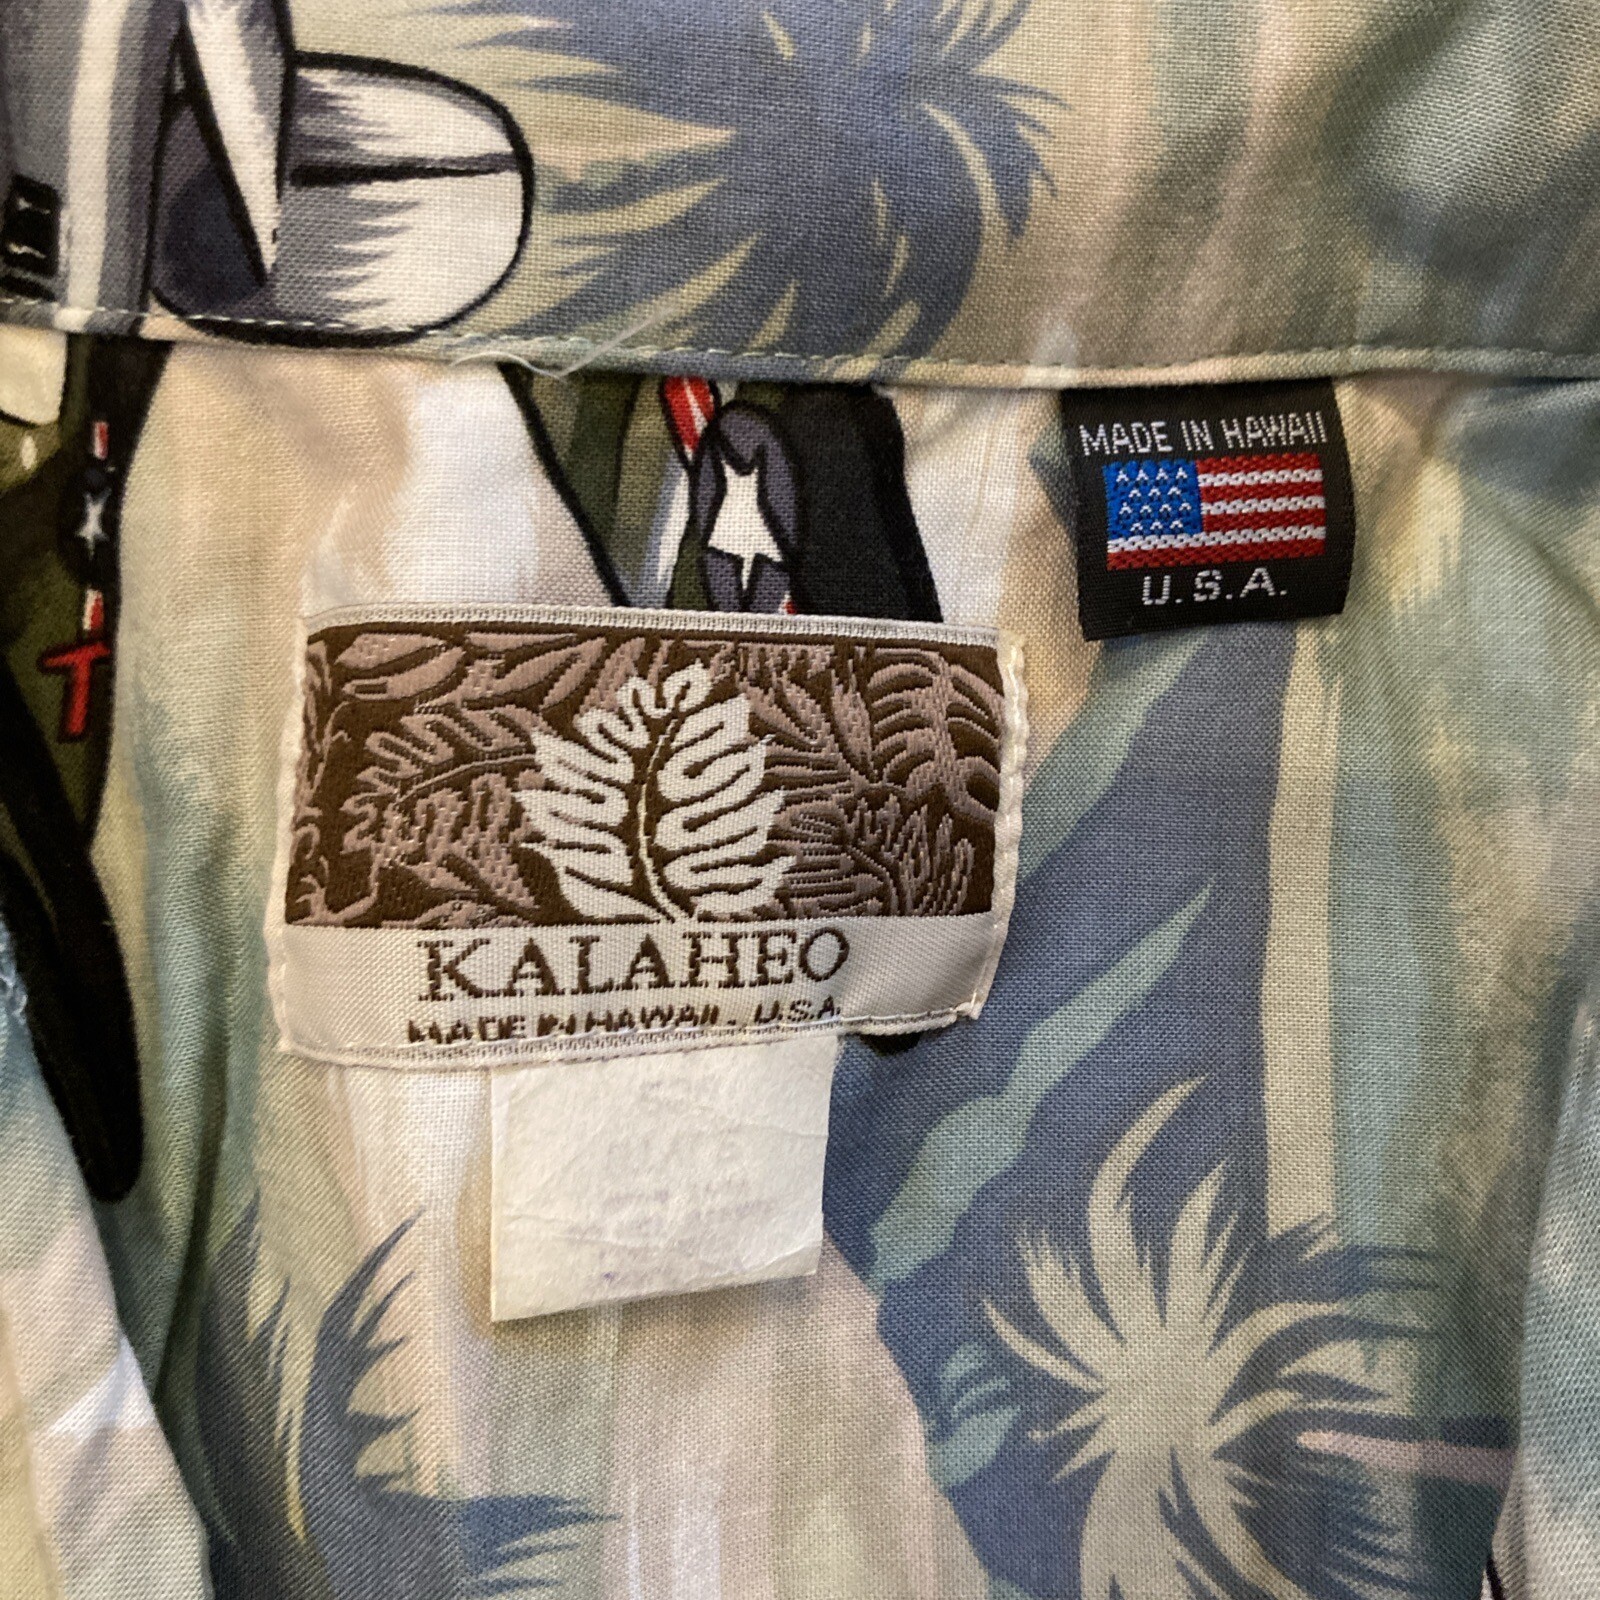 MADE IN HAWAII
U.S.A.
KALAHEO
MADE IN HAWAII. U.S.A.
T